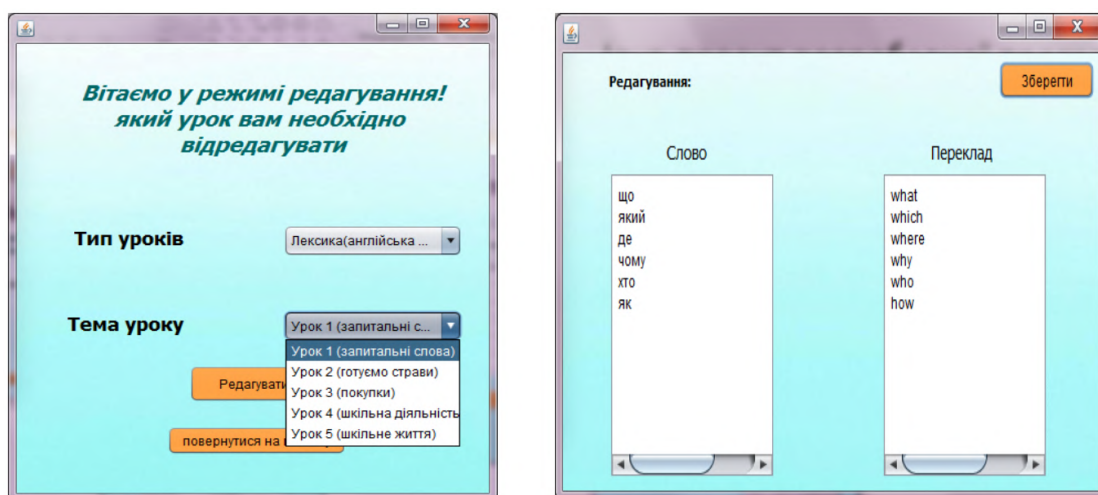 Вітаємо у режимі редагування!
який урок вам необхідно
відредагувати
Тип уроків
Лексика(англійська ...
Тема уроку
Урок 1 (запитальні с...
Урок 1 (запитальні слова)
Урок 2 (готуємо страви)
Урок 3 (покупки)
Урок 4 (шкільна діяльність
Урок 5 (шкільне життя)
Редагувати
повернутися на
Редагування:
Зберегти
Слово
що
який
де
чому
хто
як
Переклад
what
which
where
why
who
how